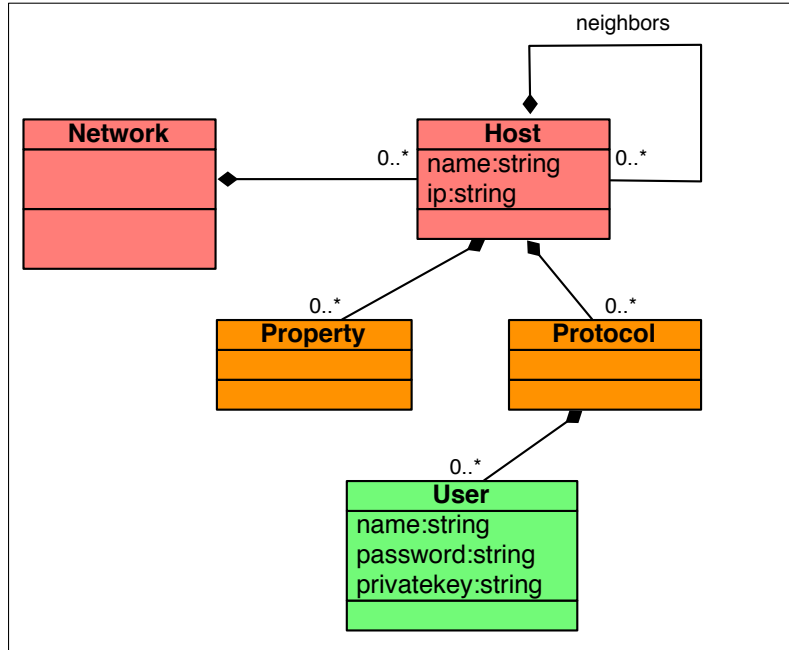 neighbors
Network
Host
0..*
name:string
0..*
ip:string
0..*
0..*
Property
Protocol
0..*
User
name:string
password:string
privatekey:string